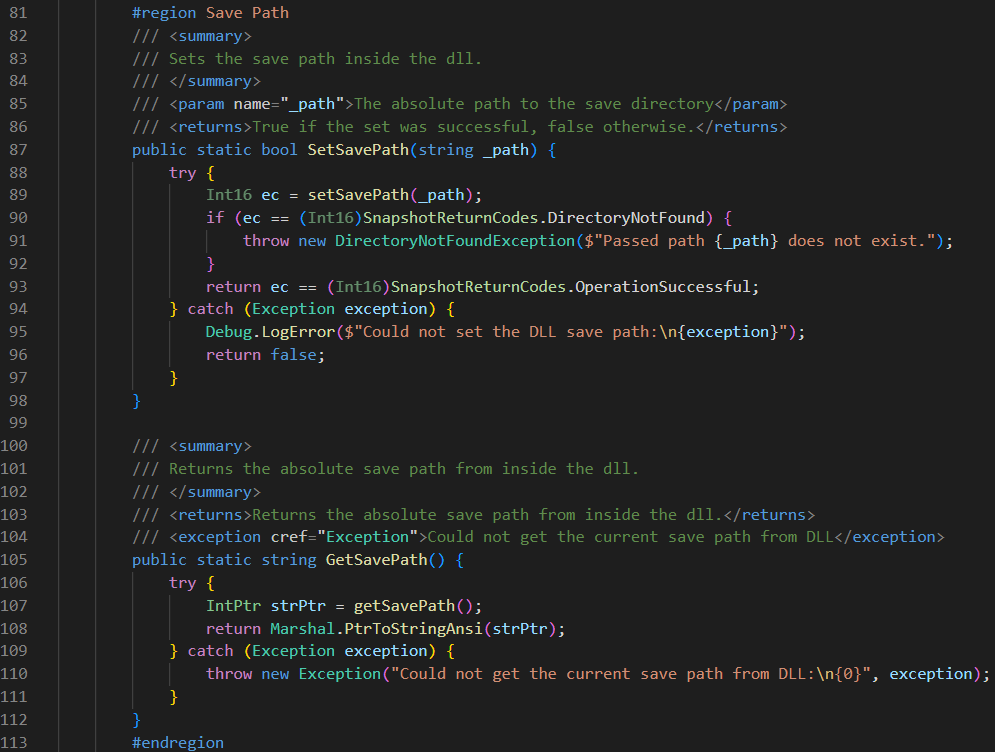 81 #region Save Path
82 /// <summary>
83 /// Sets the save path inside the dll.
84 /// </summary>
85 /// <param name="_path">The absolute path to the save directory</param>
86 /// <returns>True if the set was successful, false otherwise.</returns>
87 public static bool SetSavePath(string _path) {
88 try {
89 Int16 ec = setSavePath(_path);
90 if (ec == (Int16)SnapshotReturnCodes.DirectoryNotFound) {
91 throw new DirectoryNotFoundException($"Passed path {_path} does not exist.");
92 }
93 return ec == (Int16)SnapshotReturnCodes.OperationSuccessful;
94 } catch (Exception exception) {
95 Debug.LogError($"Could not set the DLL save path:\n{exception}");
96 return false;
97 }
98 }
99
100 /// <summary>
101 /// Returns the absolute save path from inside the dll.
102 /// </summary>
103 /// <returns>Returns the absolute save path from inside the dll.</returns>
104 /// <exception cref="Exception">Could not get the current save path from DLL</exception>
105 public static string GetSavePath() {
106 try {
107 IntPtr strPtr = getSavePath();
108 return Marshal.PtrToStringAnsi(strPtr);
109 } catch (Exception exception) {
110 throw new Exception("Could not get the current save path from DLL:\n{0}", exception);
111 }
112 }
113 #endregion